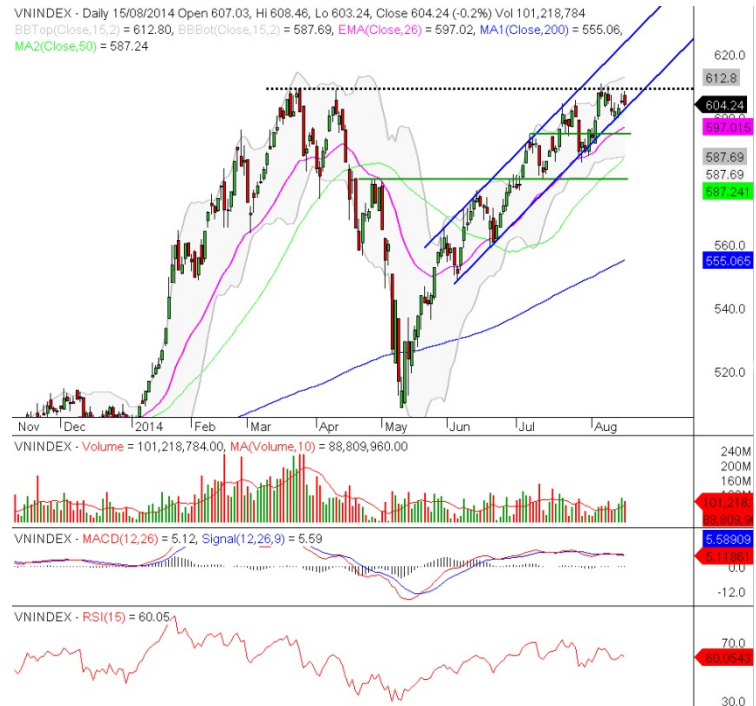 VNINDEX - Daily 15/08/2014 Open 607.03, Hi 608.46, Lo 603.24, Close 604.24 (-0.2%) Vol 101,218,784
BBTop(Close,15,2) = 612.80, BBBot(Close,15,2) = 587.69, EMA(Close,26) = 597.02, MA1(Close,200) = 555.06,
MA2(Close,50) = 587.24
620.0
612.8
604.24
597.015
587.69
587.69
587.241
560.0
555.065
540.0
520.0
Nov Dec 2014 Feb Mar Apr May Jun Jul Aug
VNINDEX - Volume = 101,218,784.00, MA(Volume,10) = 88,809,960.00
240M
200M
160M
101,218,
88,809,9
VNINDEX - MACD(12,26) = 5.12, Signal(12,26,9) = 5.59
5.58909
5.11861
0.0
-12.0
VNINDEX - RSI(15) = 60.05
70.0
60.0543
30.0